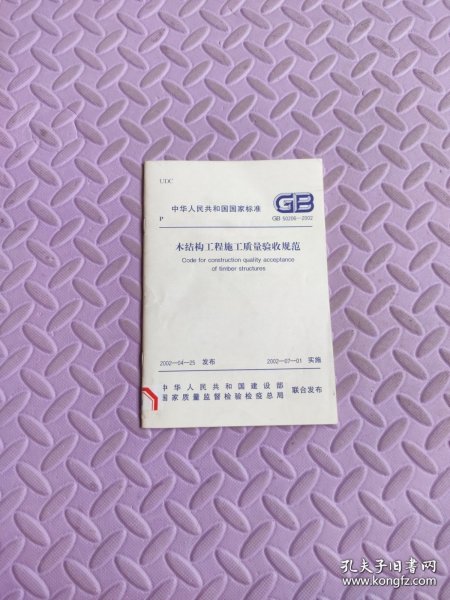 UDC
中华人民共和国国家标准
GB
P
GB 50206—2002
木结构工程施工质量验收规范
Code for construction quality acceptance
of timber structures
2002—04—25 发布
2002—07—01 实施
中华人民共和国建设部
国家质量监督检验检疫总局
联合发布
孔夫子旧书网
www.kongfz.com